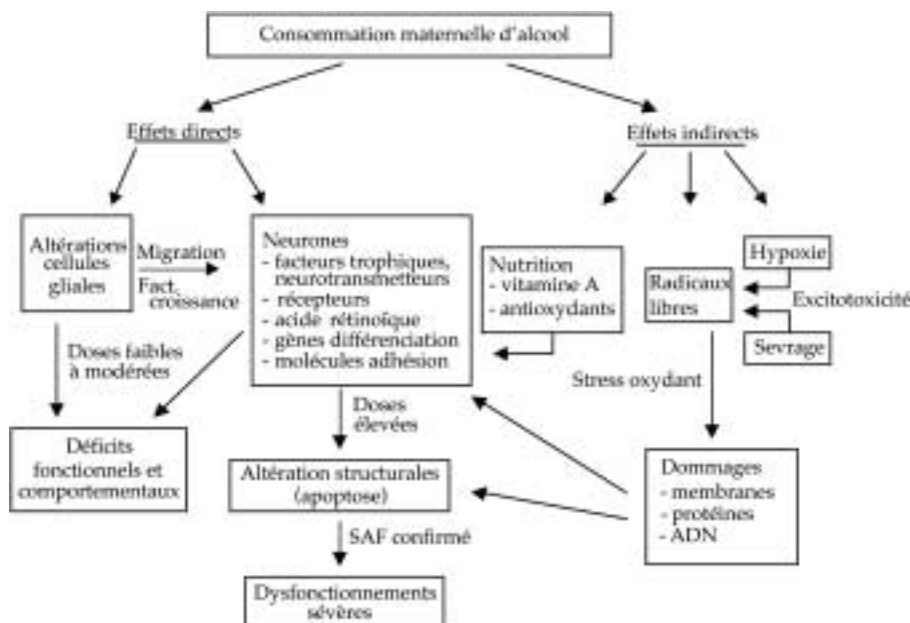 Consommation maternelle d'alcool
Effets directs
Effets indirects
Altérations
cellules
gliales
Migration
Fact.
croissance
Neurones
- facteurs trophiques,
neurotransmetteurs
- récepteurs
- acide rétinoïque
- gènes différenciation
- molécules adhésion
Nutrition
- vitamine A
- antioxydants
Radicaux
libres
Hypoxie
Excitotoxicité
Sevrage
Doses faibles
à modérées
Stress oxydant
Doses
élevées
Déficits
fonctionnels et
comportementaux
Altération structurales
(apoptose)
Dommages
- membranes
- protéines
- ADN
SAF confirmé
Dysfonctionnements
sévères